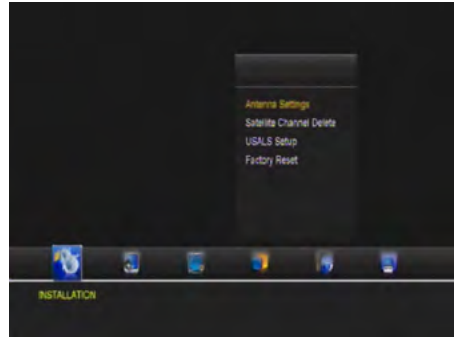 Antenna Settings
Satellite Channel Delete
USALS Setup
Factory Reset
INSTALLATION